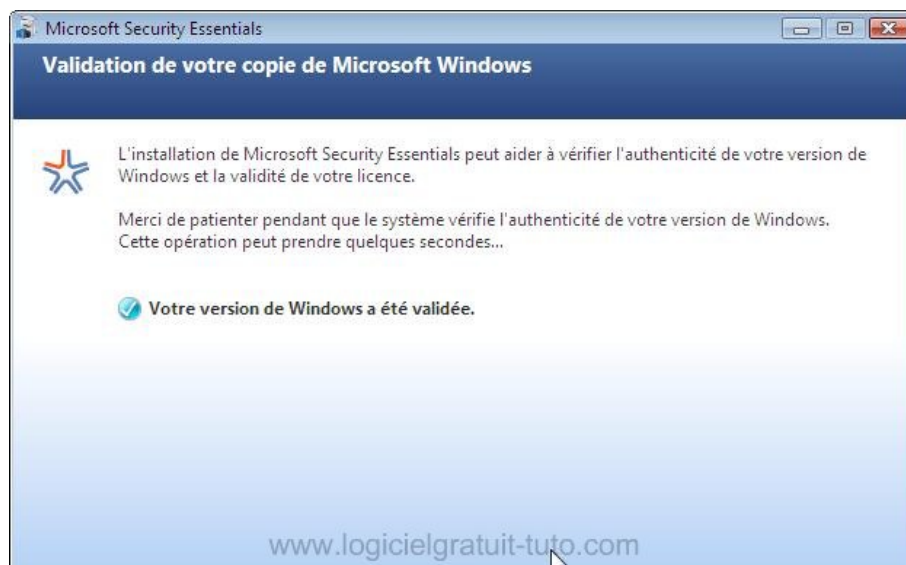 Microsoft Security Essentials
Validation de votre copie de Microsoft Windows
L'installation de Microsoft Security Essentials peut aider à vérifier l'authenticité de votre version de
Windows et la validité de votre licence.
Merci de patienter pendant que le système vérifie l'authenticité de votre version de Windows.
Cette opération peut prendre quelques secondes...
Votre version de Windows a été validée.
www.logicielgratuit-tuto.com